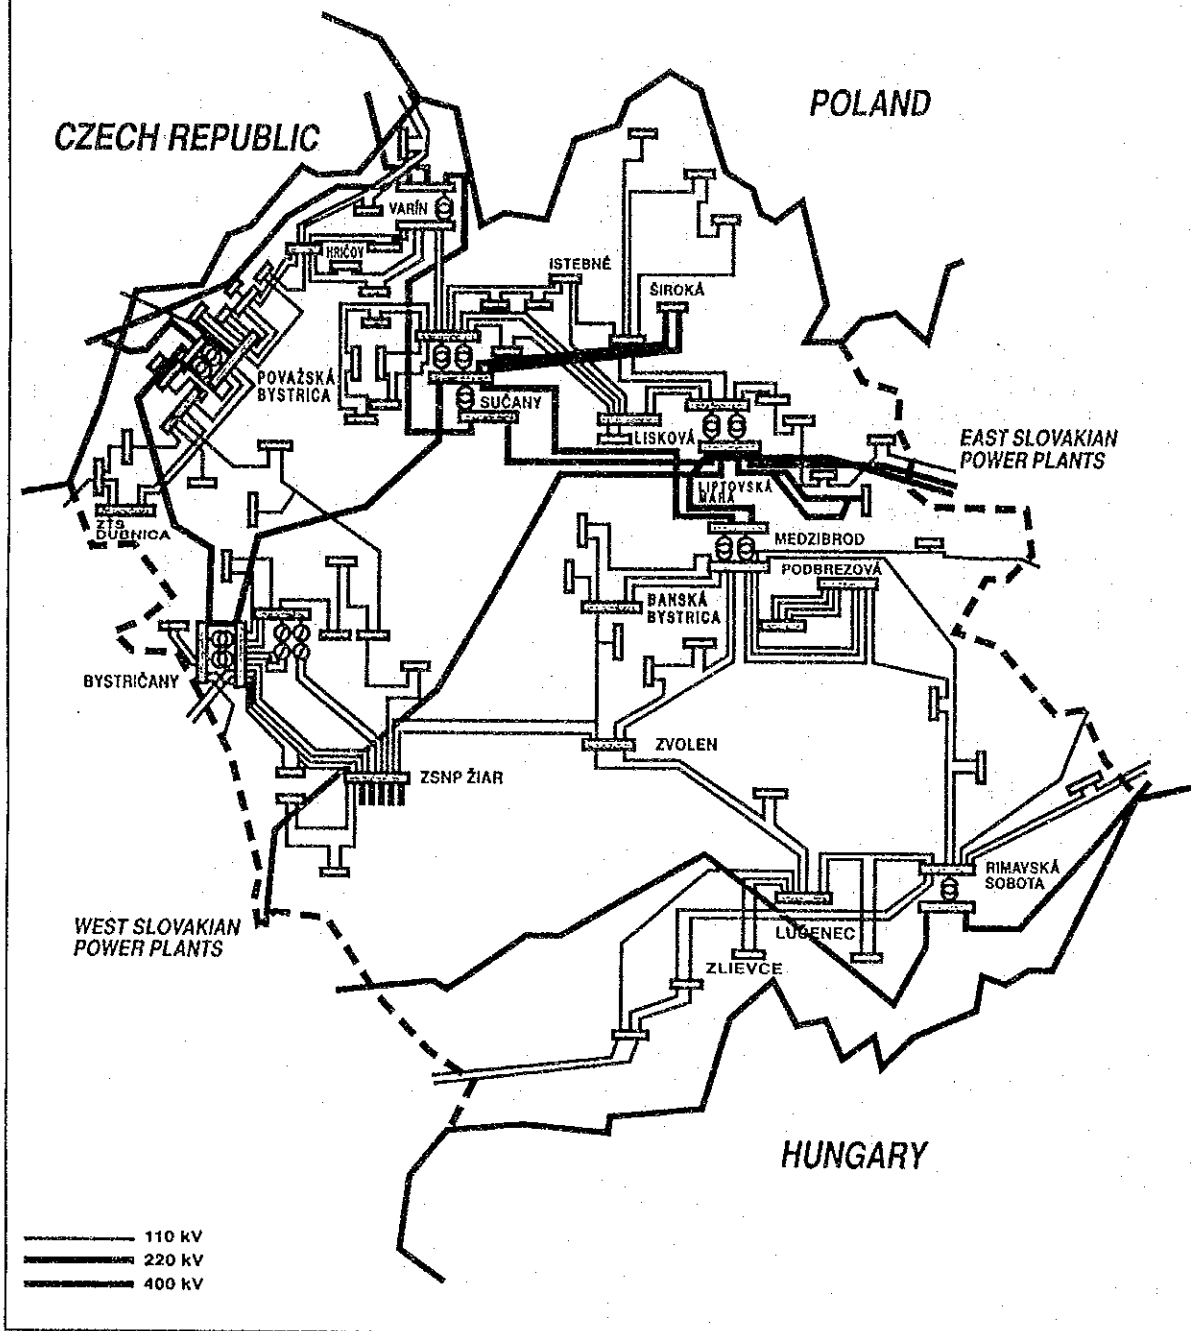 POLAND
CZECH REPUBLIC
VARÍN
HRIČOV
ISTEBNÉ
ŠIROKÁ
POVAŽSKÁ
BYSTRICA
SUČANY
LISKOVÁ
EAST SLOVAKIAN
POWER PLANTS
LIPTOVSKÁ
MARA
ZTS
DUBNICA
MEDZIBROD
PODBREZOVÁ
BANSKÁ
BYSTRICA
BYSTRIČANY
ZVOLEN
ZSNP ŽIAR
RIMAVSKÁ
SOBOTA
WEST SLOVAKIAN
POWER PLANTS
LUČENEC
ZLIEVCE
HUNGARY
110 kV
220 kV
400 kV